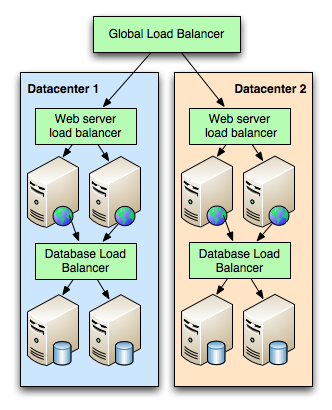 Global Load Balancer
Datacenter 1
Web server
load balancer
Database Load
Balancer
Datacenter 2
Web server
load balancer
Database Load
Balancer